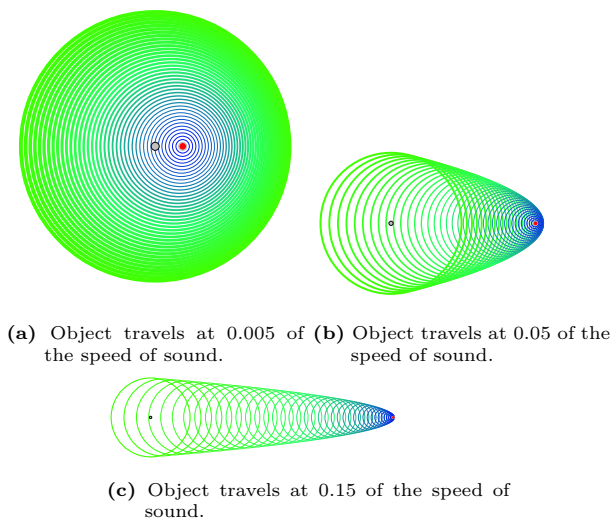 (a) Object travels at 0.005 of
the speed of sound.
(b) Object travels at 0.05 of the
speed of sound.
(c) Object travels at 0.15 of the speed of
sound.